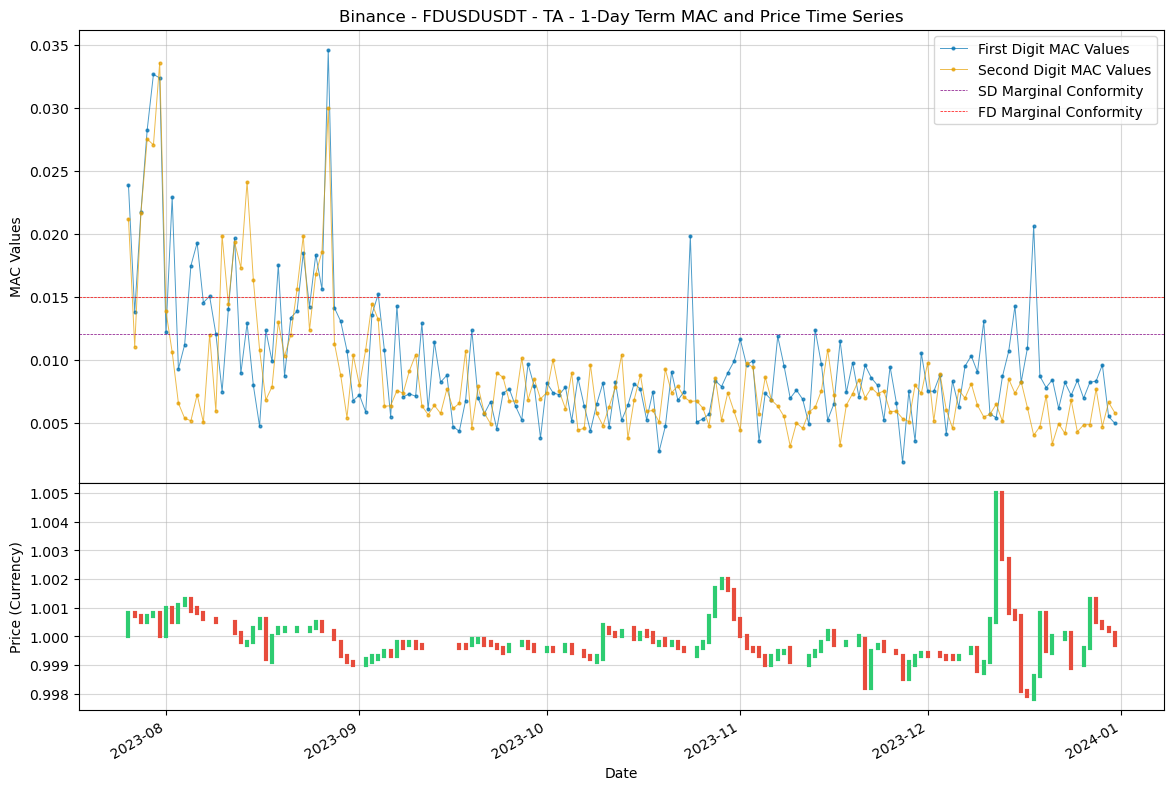 Binance - FDUSDUSDT - TA - 1-Day Term MAC and Price Time Series
First Digit MAC Values
Second Digit MAC Values
SD Marginal Conformity
FD Marginal Conformity
MAC Values
0.035
0.030
0.025
0.020
0.015
0.010
0.005
Price (Currency)
1.005
1.004
1.003
1.002
1.001
1.000
0.999
0.998
2023-08
2023-09
2023-10
2023-11
2023-12
2024-01
Date